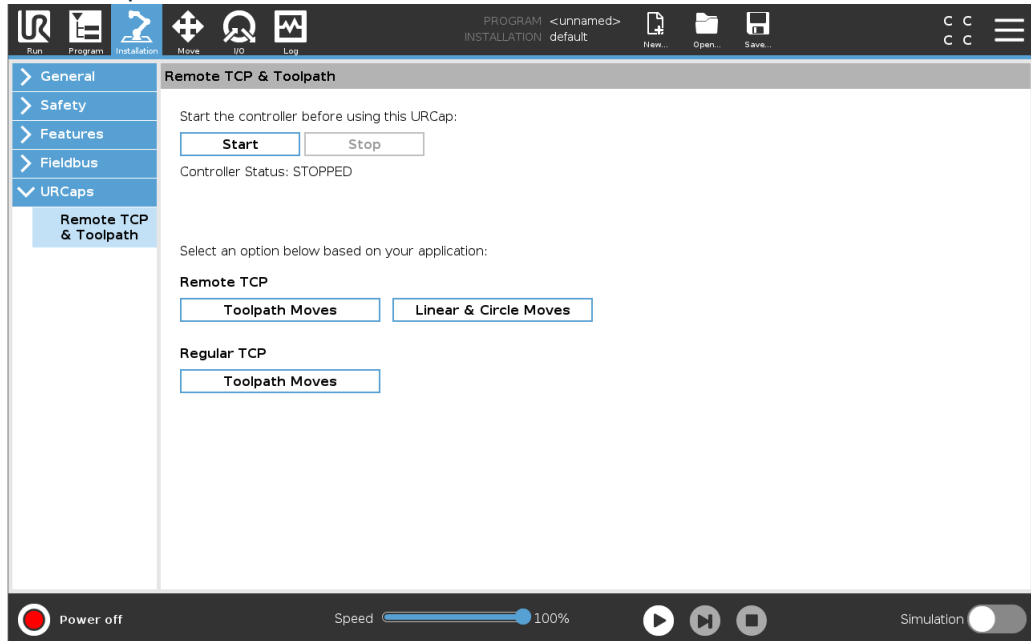 UR
PROGRAM <unnamed>
INSTALLATION default
C C
C C
Run Program Installation Move I/O Log New... Open... Save...
General
Safety
Features
Fieldbus
URCaps
Remote TCP
& Toolpath
Remote TCP & Toolpath
Start the controller before using this URCap:
Start Stop
Controller Status: STOPPED
Select an option below based on your application:
Remote TCP
Toolpath Moves Linear & Circle Moves
Regular TCP
Toolpath Moves
Power off Speed 100% Simulation